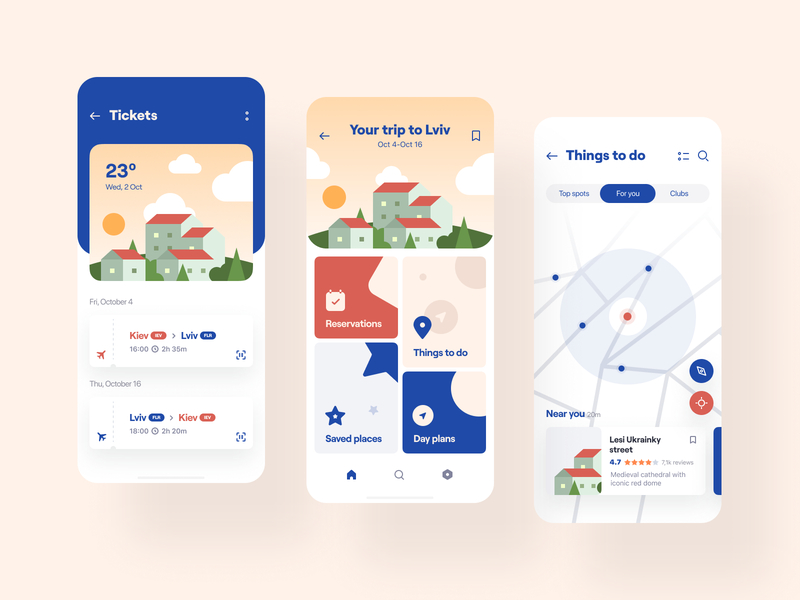 Tickets
23°
Wed, 2 Oct
Fri, October 4
Kiev IEV > Lviv FLR
16:00 2h 35m
Thu, October 16
Lviv FLR > Kiev IEV
18:00 2h 20m
Your trip to Lviv
Oct 4-Oct 16
Reservations
Things to do
Saved places
Day plans
Things to do
Top spots
For you
Clubs
Near you 20m
Lesi Ukrainky
street
4.7 7,1k reviews
Medieval cathedral with
iconic red dome